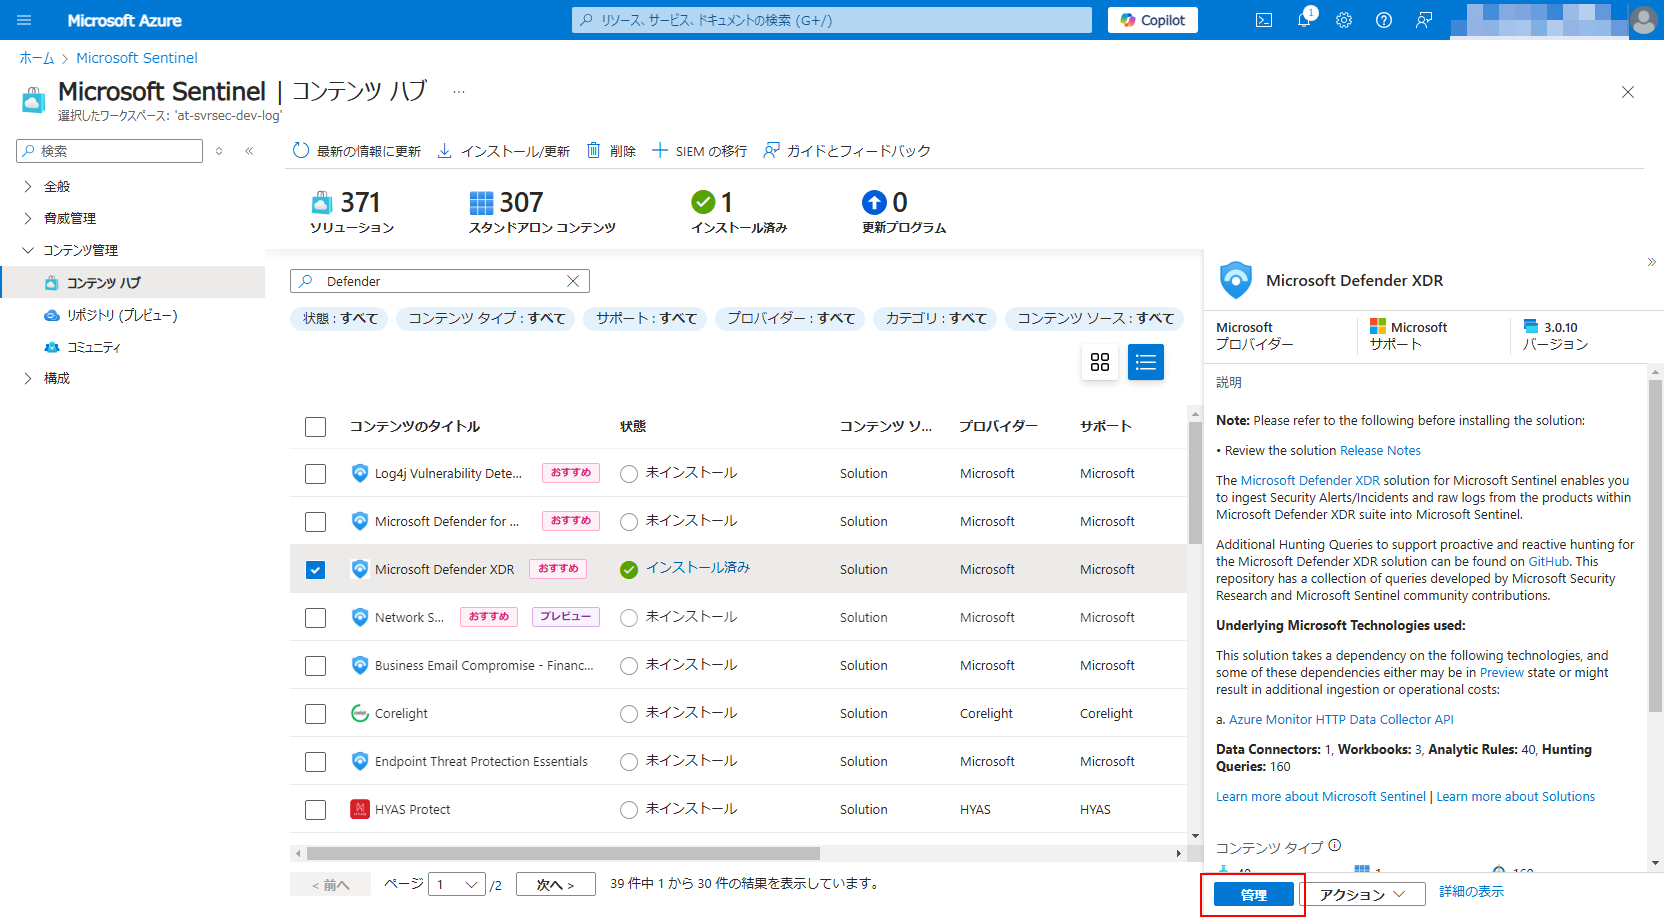 Microsoft Azure
リソース、サービス、ドキュメントの検索 (G+/)
Copilot
1
ホーム > Microsoft Sentinel
Microsoft Sentinel | コンテンツ ハブ ...
選択したワークスペース: 'at-svrsec-dev-log'
検索
全般
脅威管理
コンテンツ管理
コンテンツ ハブ
リポジトリ (プレビュー)
コミュニティ
構成
最新の情報に更新 インストール/更新 削除 SIEM の移行 ガイドとフィードバック
371 307 1 0
ソリューション スタンドアロン コンテンツ インストール済み 更新プログラム
Defender
状態 : すべて コンテンツ タイプ : すべて サポート : すべて プロバイダー : すべて カテゴリ : すべて コンテンツ ソース : すべて
コンテンツのタイトル 状態 コンテンツ ソ... プロバイダー サポート
Log4j Vulnerability Dete... おすすめ 未インストール Solution Microsoft Microsoft
Microsoft Defender for ... おすすめ 未インストール Solution Microsoft Microsoft
Microsoft Defender XDR おすすめ インストール済み Solution Microsoft Microsoft
Network S... おすすめ プレビュー 未インストール Solution Microsoft Microsoft
Business Email Compromise - Financ... 未インストール Solution Microsoft Microsoft
Corelight 未インストール Solution Corelight Corelight
Endpoint Threat Protection Essentials 未インストール Solution Microsoft Microsoft
HYAS Protect 未インストール Solution HYAS HYAS
< 前へ ページ 1 /2 次へ > 39 件中 1 から 30 件の結果を表示しています。
Microsoft Defender XDR
Microsoft Microsoft 3.0.10
プロバイダー サポート バージョン
説明
Note: Please refer to the following before installing the solution:
• Review the solution Release Notes
The Microsoft Defender XDR solution for Microsoft Sentinel enables you
to ingest Security Alerts/Incidents and raw logs from the products within
Microsoft Defender XDR suite into Microsoft Sentinel.
Additional Hunting Queries to support proactive and reactive hunting for
the Microsoft Defender XDR solution can be found on GitHub. This
repository has a collection of queries developed by Microsoft Security
Research and Microsoft Sentinel community contributions.
Underlying Microsoft Technologies used:
This solution takes a dependency on the following technologies, and
some of these dependencies either may be in Preview state or might
result in additional ingestion or operational costs:
a. Azure Monitor HTTP Data Collector API
Data Connectors: 1, Workbooks: 3, Analytic Rules: 40, Hunting
Queries: 160
Learn more about Microsoft Sentinel | Learn more about Solutions
コンテンツ タイプ
40 1 160
管理 アクション 詳細の表示